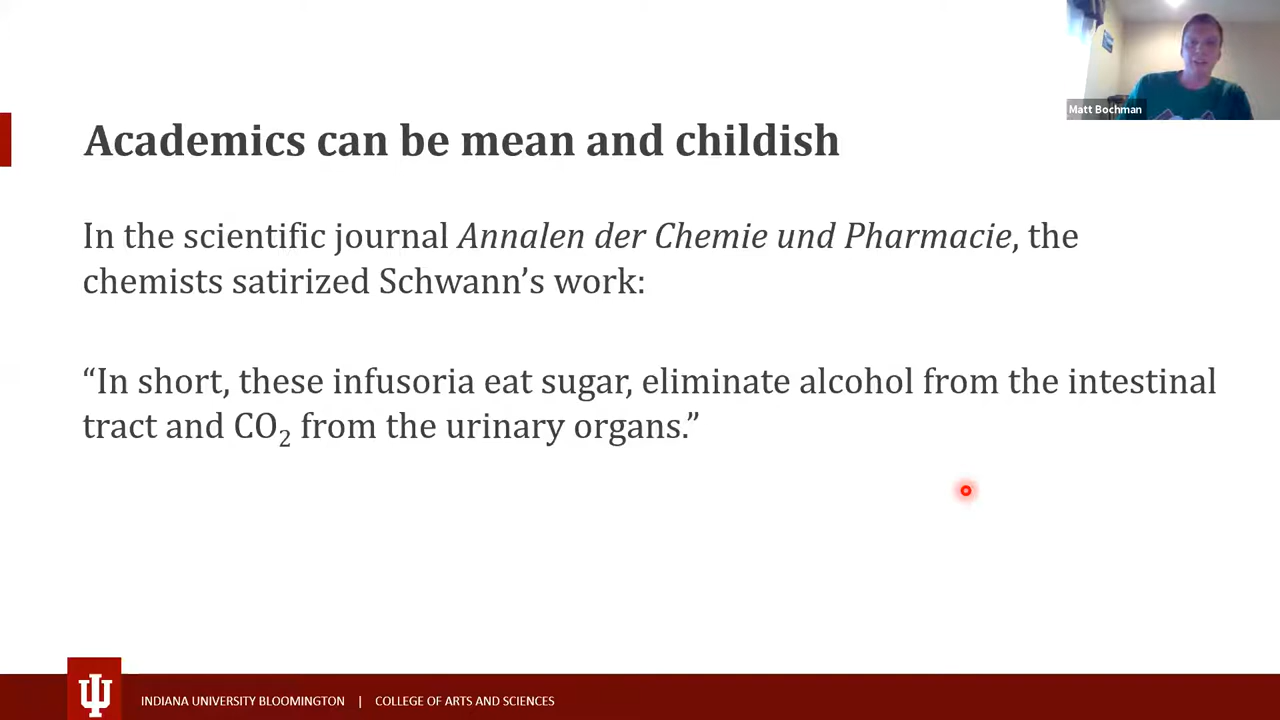 Matt Bochman
Academics can be mean and childish
In the scientific journal Annalen der Chemie und Pharmacie, the
chemists satirized Schwann’s work:
“In short, these infusoria eat sugar, eliminate alcohol from the intestinal
tract and CO₂ from the urinary organs.”
INDIANA UNIVERSITY BLOOMINGTON | COLLEGE OF ARTS AND SCIENCES